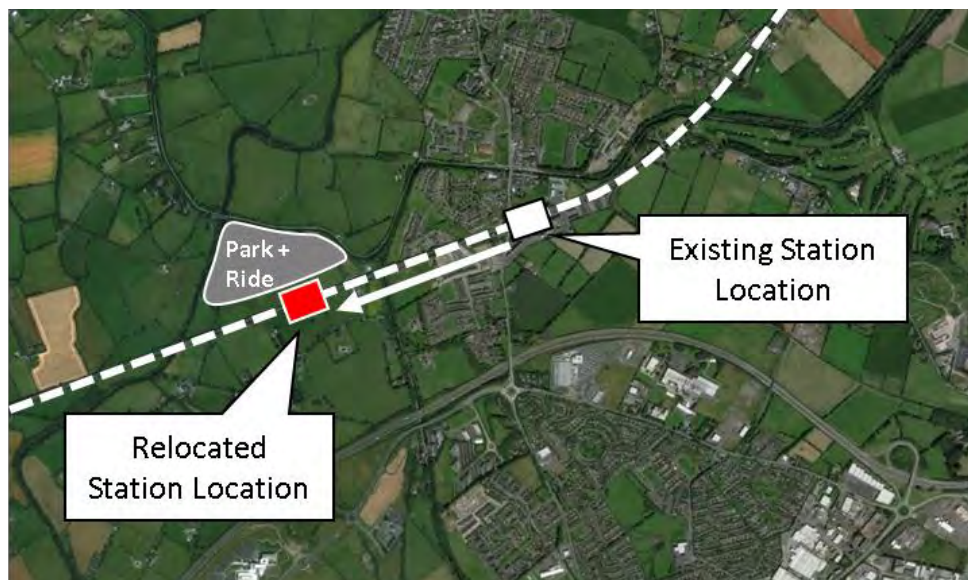 Park +
Ride
Existing Station
Location
Relocated
Station Location